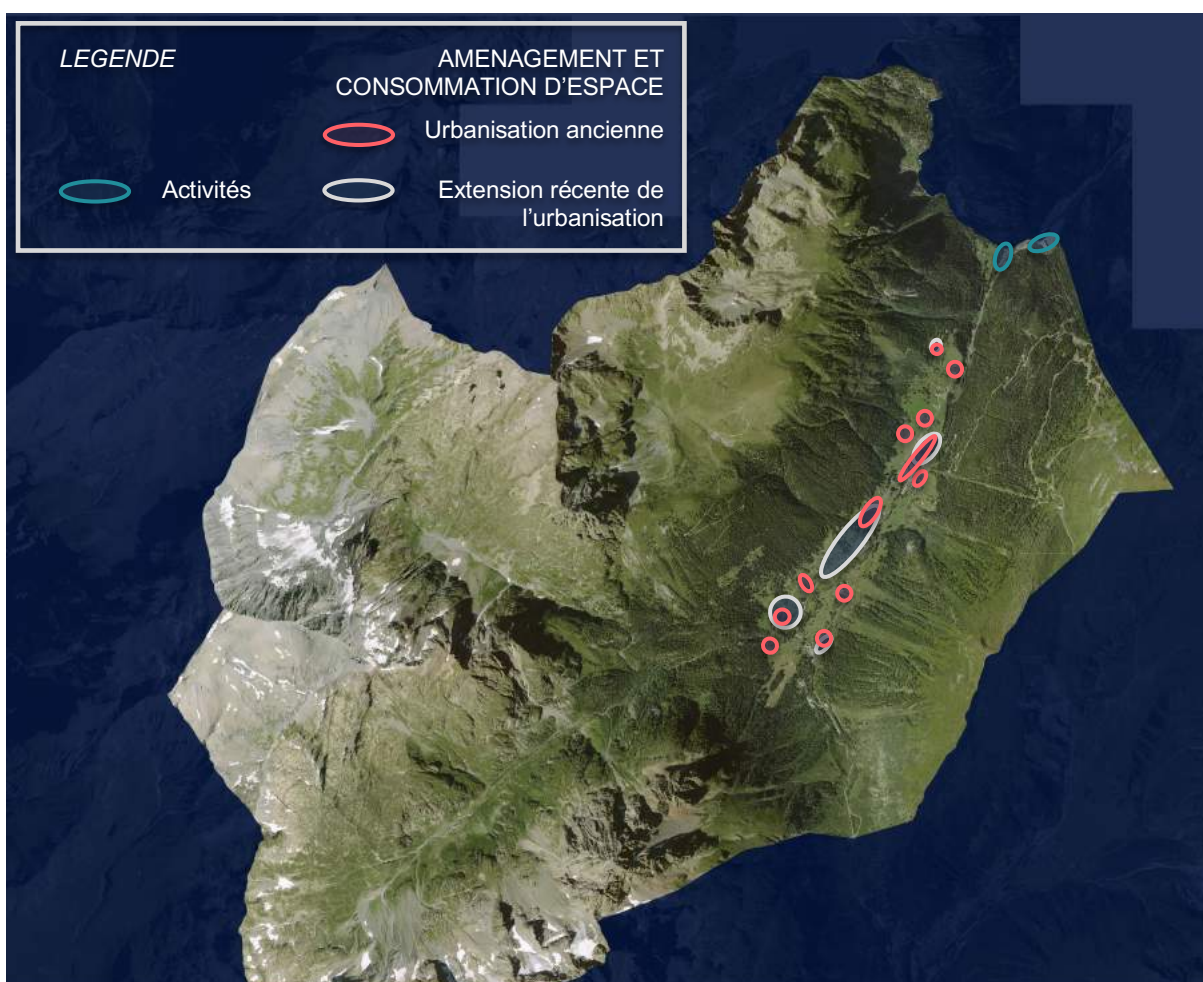 LEGENDE
AMENAGEMENT ET
CONSOMMATION D'ESPACE
Urbanisation ancienne
Activités
Extension récente de
l'urbanisation